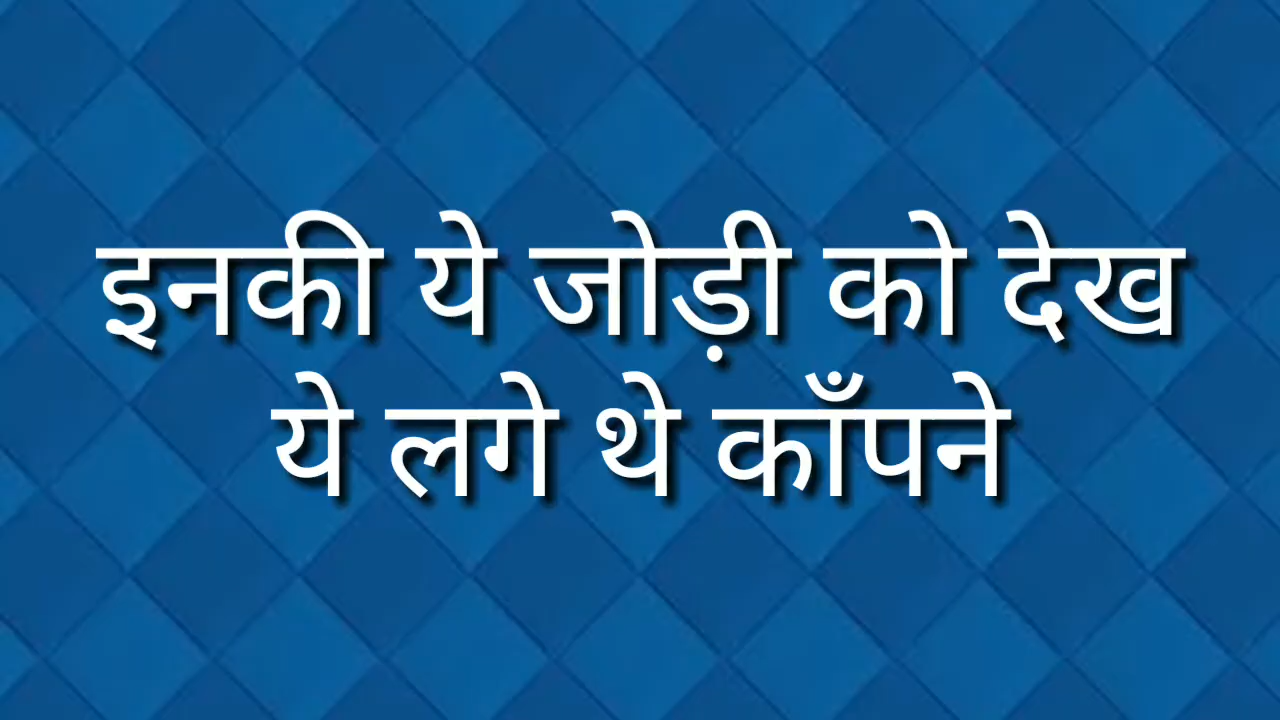 इनकी ये जोड़ी को देख
ये लगे थे काँपने